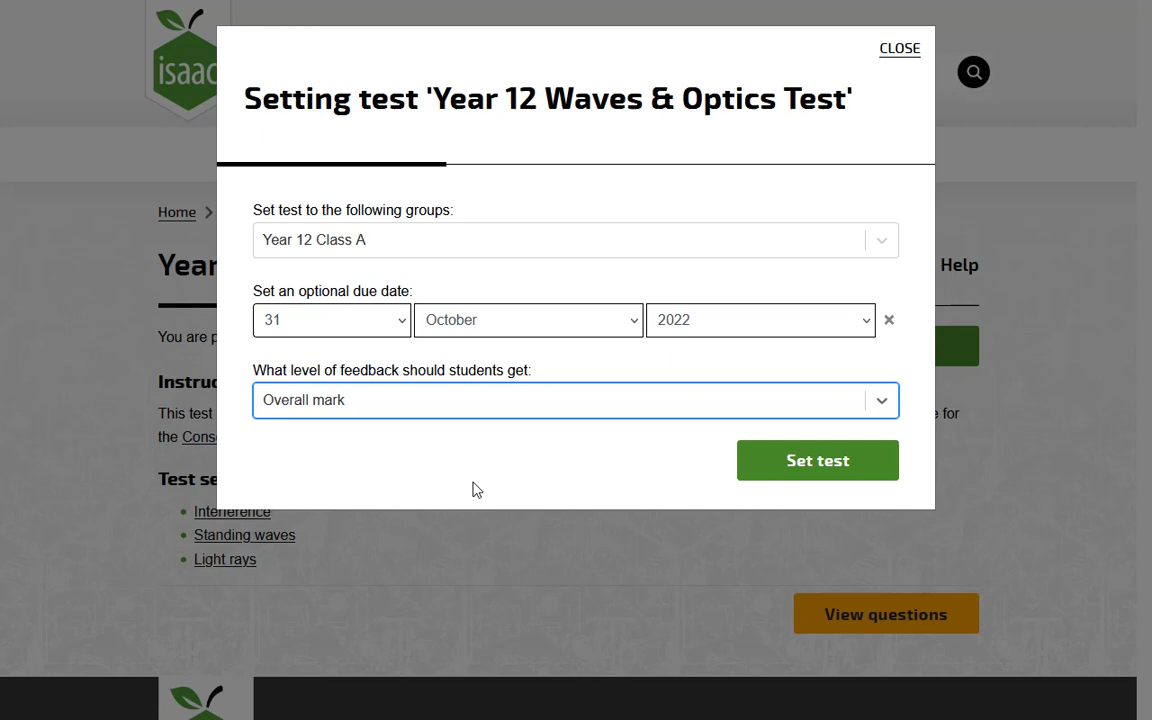 isaac
CLOSE
Setting test 'Year 12 Waves & Optics Test'
Home
Set test to the following groups:
Year 12 Class A
Year
Help
Set an optional due date:
31 October 2022
You are p
What level of feedback should students get:
Instruc
Overall mark
This test
e for
the Cons
Set test
Test se
Interference
Standing waves
Light rays
View questions